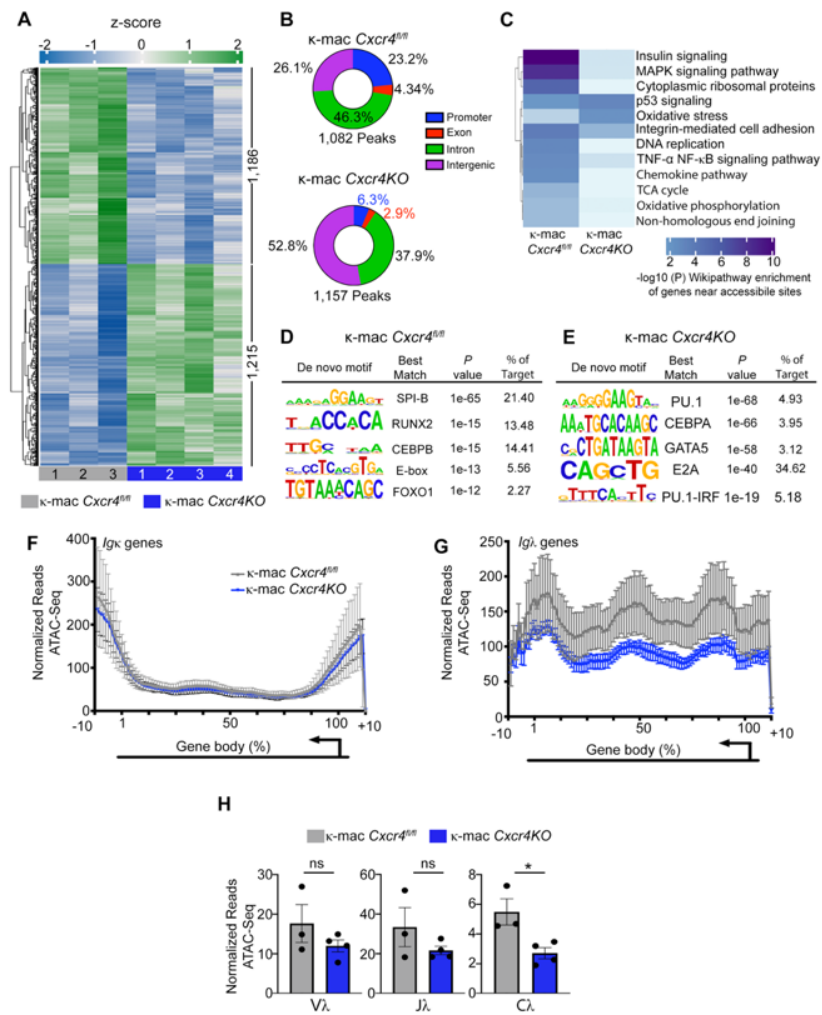 A
z-score
-2 -1 0 1 2
1,186
1,215
1 2 3 1 2 3 4
κ-mac Cxcr4fl/fl κ-mac Cxcr4KO
B
κ-mac Cxcr4fl/fl
26.1%
23.2%
4.34%
46.3%
1,082 Peaks
Promoter
Exon
Intron
Intergenic
κ-mac Cxcr4KO
6.3%
2.9%
52.8%
37.9%
1,157 Peaks
C
Insulin signaling
MAPK signaling pathway
Cytoplasmic ribosomal proteins
p53 signaling
Oxidative stress
Integrin-mediated cell adhesion
DNA replication
TNF-α NF-κB signaling pathway
Chemokine pathway
TCA cycle
Oxidative phosphorylation
Non-homologous end joining
κ-mac Cxcr4fl/fl
κ-mac Cxcr4KO
2 4 6 8 10
-log10 (P) Wikipathway enrichment
of genes near accessibile sites
D
κ-mac Cxcr4fl/fl
De novo motif Best Match P value % of Target
SPI-B 1e-65 21.40
RUNX2 1e-15 13.48
CEBPB 1e-15 14.41
E-box 1e-13 5.56
TGTAAACAGC FOXO1 1e-12 2.27
E
κ-mac Cxcr4KO
De novo motif Best Match P value % of Target
PU.1 1e-68 4.93
CEBPA 1e-66 3.95
GATA5 1e-58 3.12
CAGCTG E2A 1e-40 34.62
PU.1-IRF 1e-19 5.18
F
Igκ genes
κ-mac Cxcr4fl/fl
κ-mac Cxcr4KO
Normalized Reads
ATAC-Seq
400
300
200
100
0
-10 1 50 100 +10
Gene body (%)
G
Igλ genes
Normalized Reads
ATAC-Seq
250
200
150
100
50
0
-10 1 50 100 +10
Gene body (%)
H
κ-mac Cxcr4fl/fl κ-mac Cxcr4KO
Normalized Reads
ATAC-Seq
ns
30
20
10
0
Vλ
ns
60
40
20
0
Jλ
*
8
6
4
2
0
Cλ